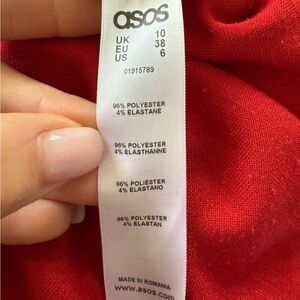 asos
UK 10
EU 38
US 6
01915789
96% POLYESTER
4% ELASTANE
96% POLYESTER
4% ELASTHANNE
96% POLIÉSTER
4% ELASTANO
96% POLYESTER
4% ELASTAN
MADE IN ROMANIA
www.asos.com